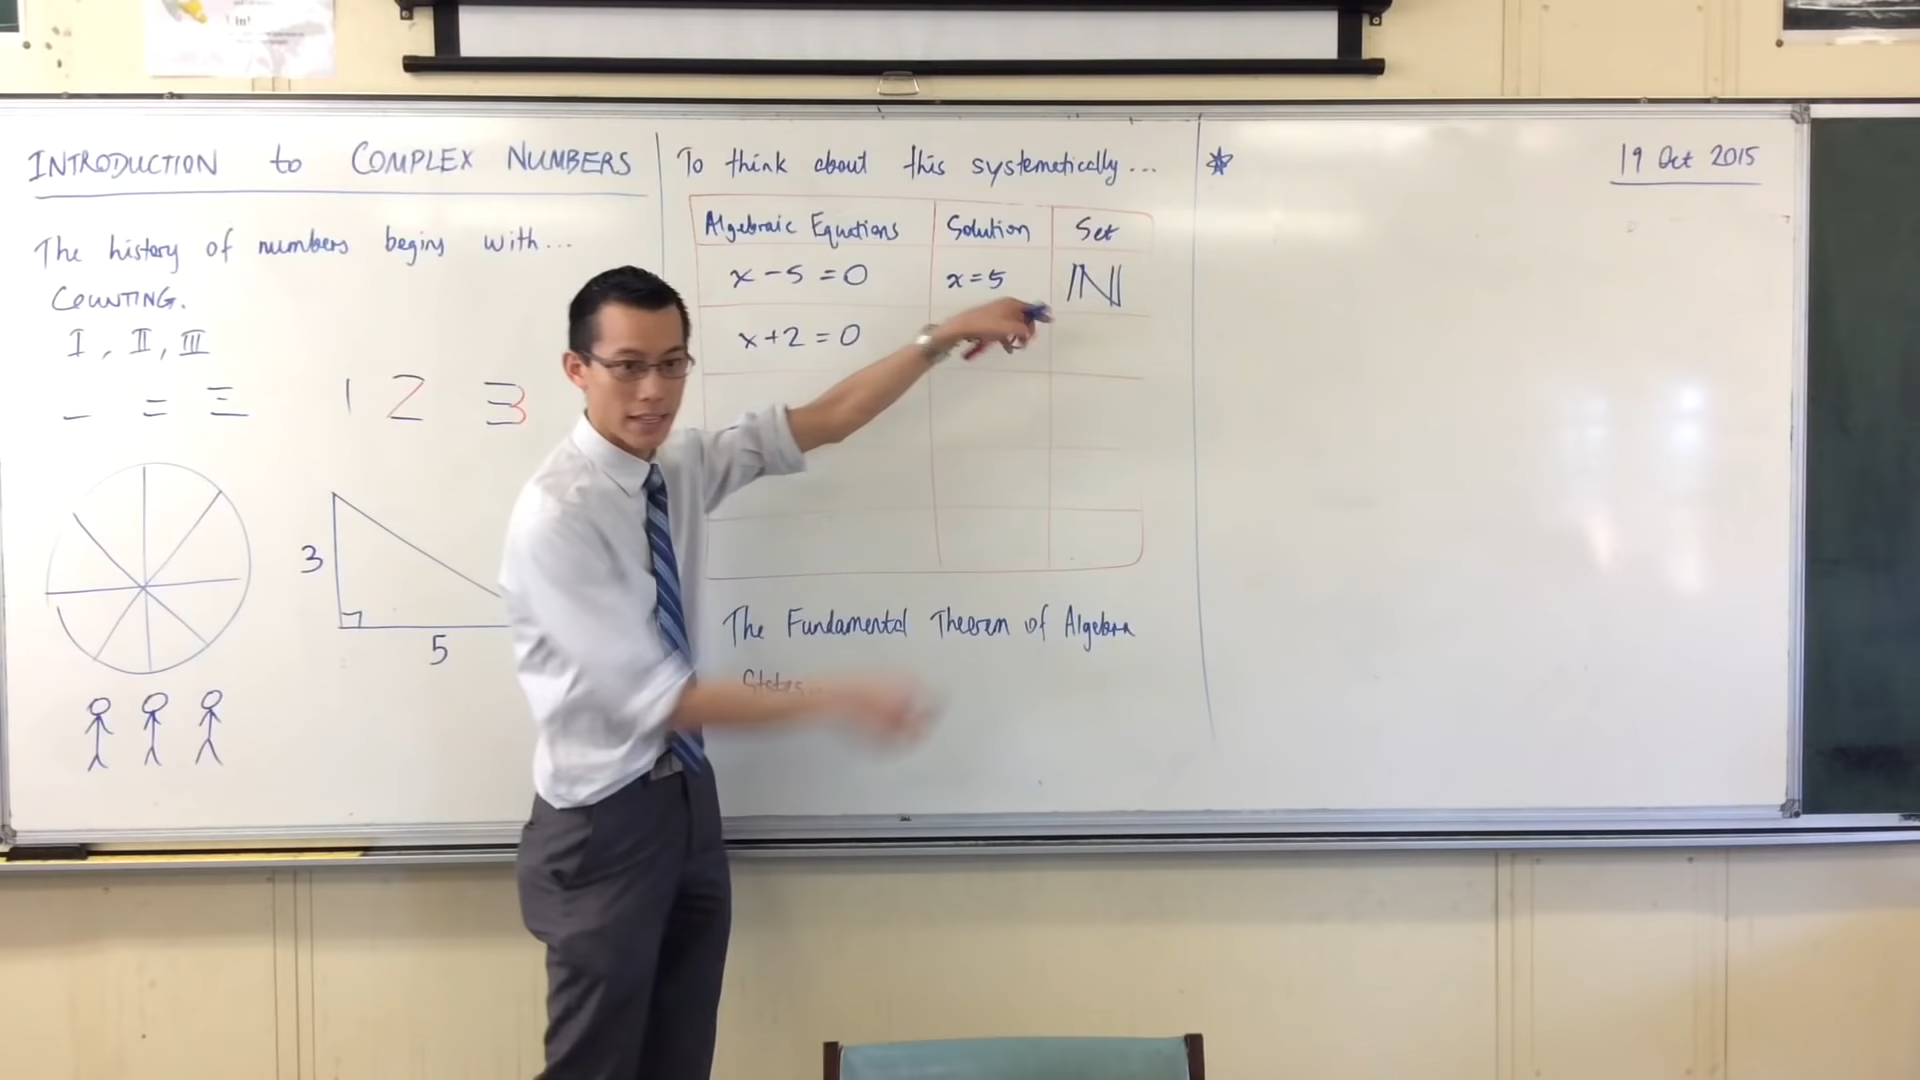 INTRODUCTION to COMPLEX NUMBERS
The history of numbers begins with...
COUNTING.
I, II, III
1 2 3
3
5
To think about this systematically...
Algebraic Equations Solution Set
x - 5 = 0 x = 5 ℕ
x + 2 = 0
The Fundamental Theorem of Algebra
States...
19 Oct 2015
in!